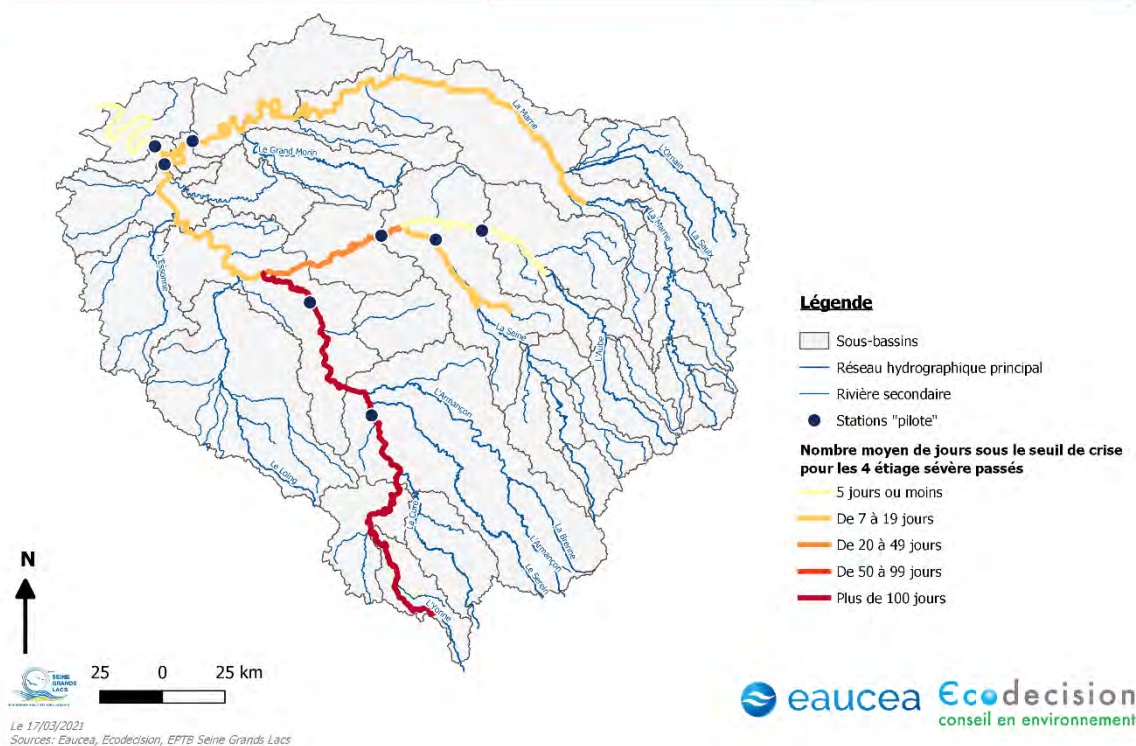 La Marne
L'Ornain
Le Grand Morin
La Marne
La Saulx
L'Essonne
La Seine
L'Aube
L'Armançon
Le Loing
La Cure
La Brenne
L'Armançon
Le Serein
L'Yonne
Légende
Sous-bassins
Réseau hydrographique principal
Rivière secondaire
Stations "pilote"
Nombre moyen de jours sous le seuil de crise
pour les 4 étiage sévère passés
5 jours ou moins
De 7 à 19 jours
De 20 à 49 jours
De 50 à 99 jours
Plus de 100 jours
N
25 0 25 km
SEINE
GRANDS
LACS
eaucea
Ecodecision
conseil en environnement
Le 17/03/2021
Sources: Eaucea, Ecodecision, EPTB Seine Grands Lacs